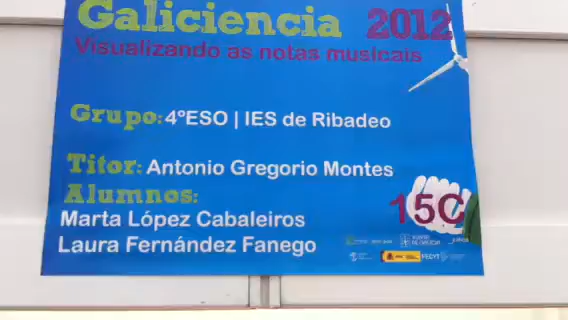 Galiciencia 2012
Visualizando as notas musicais
Grupo: 4ºESO | IES de Ribadeo
Titor: Antonio Gregorio Montes
Alumnos:
Marta López Cabaleiros
Laura Fernández Fanego
15C
FECYT